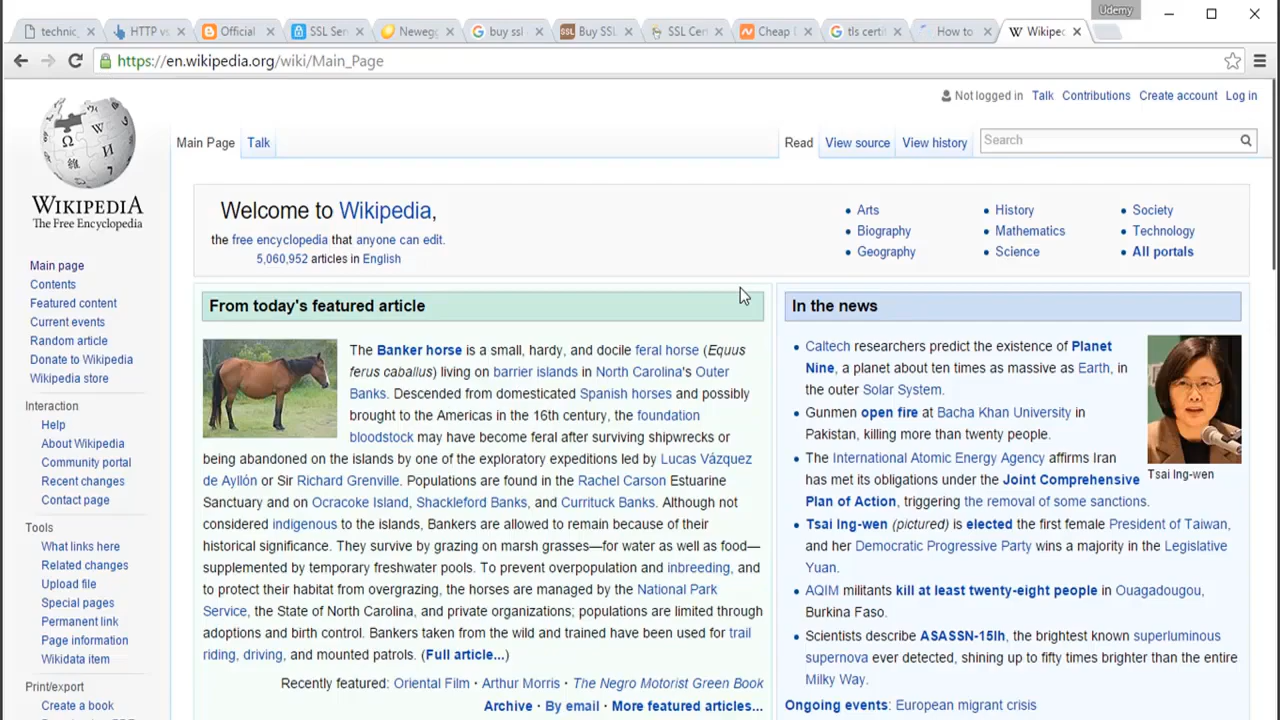 Udemy
technic
HTTP vs
Official
SSL Ser
Newegg
buy ssl
Buy SSL
SSL Cert
Cheap
tls certi
How to
Wikiped
https://en.wikipedia.org/wiki/Main_Page
Not logged in Talk Contributions Create account Log in
Main Page Talk Read View source View history Search
WIKIPEDIA
The Free Encyclopedia
Main page
Contents
Featured content
Current events
Random article
Donate to Wikipedia
Wikipedia store
Interaction
Help
About Wikipedia
Community portal
Recent changes
Contact page
Tools
What links here
Related changes
Upload file
Special pages
Permanent link
Page information
Wikidata item
Print/export
Create a book
Welcome to Wikipedia,
the free encyclopedia that anyone can edit.
5,060,952 articles in English
Arts
Biography
Geography
History
Mathematics
Science
Society
Technology
All portals
From today's featured article
The Banker horse is a small, hardy, and docile feral horse (Equus
ferus caballus) living on barrier islands in North Carolina's Outer
Banks. Descended from domesticated Spanish horses and possibly
brought to the Americas in the 16th century, the foundation
bloodstock may have become feral after surviving shipwrecks or
being abandoned on the islands by one of the exploratory expeditions led by Lucas Vázquez
de Ayllón or Sir Richard Grenville. Populations are found in the Rachel Carson Estuarine
Sanctuary and on Ocracoke Island, Shackleford Banks, and Currituck Banks. Although not
considered indigenous to the islands, Bankers are allowed to remain because of their
historical significance. They survive by grazing on marsh grasses—for water as well as food—
supplemented by temporary freshwater pools. To prevent overpopulation and inbreeding, and
to protect their habitat from overgrazing, the horses are managed by the National Park
Service, the State of North Carolina, and private organizations; populations are limited through
adoptions and birth control. Bankers taken from the wild and trained have been used for trail
riding, driving, and mounted patrols. (Full article...)
Recently featured: Oriental Film · Arthur Morris · The Negro Motorist Green Book
Archive · By email · More featured articles...
In the news
Caltech researchers predict the existence of Planet
Nine, a planet about ten times as massive as Earth, in
the outer Solar System.
Gunmen open fire at Bacha Khan University in
Pakistan, killing more than twenty people.
The International Atomic Energy Agency affirms Iran
has met its obligations under the Joint Comprehensive
Plan of Action, triggering the removal of some sanctions.
Tsai Ing-wen (pictured) is elected the first female President of Taiwan,
and her Democratic Progressive Party wins a majority in the Legislative
Yuan.
AQIM militants kill at least twenty-eight people in Ouagadougou,
Burkina Faso.
Scientists describe ASASSN-15lh, the brightest known superluminous
supernova ever detected, shining up to fifty times brighter than the entire
Milky Way.
Ongoing events: European migrant crisis
Tsai Ing-wen